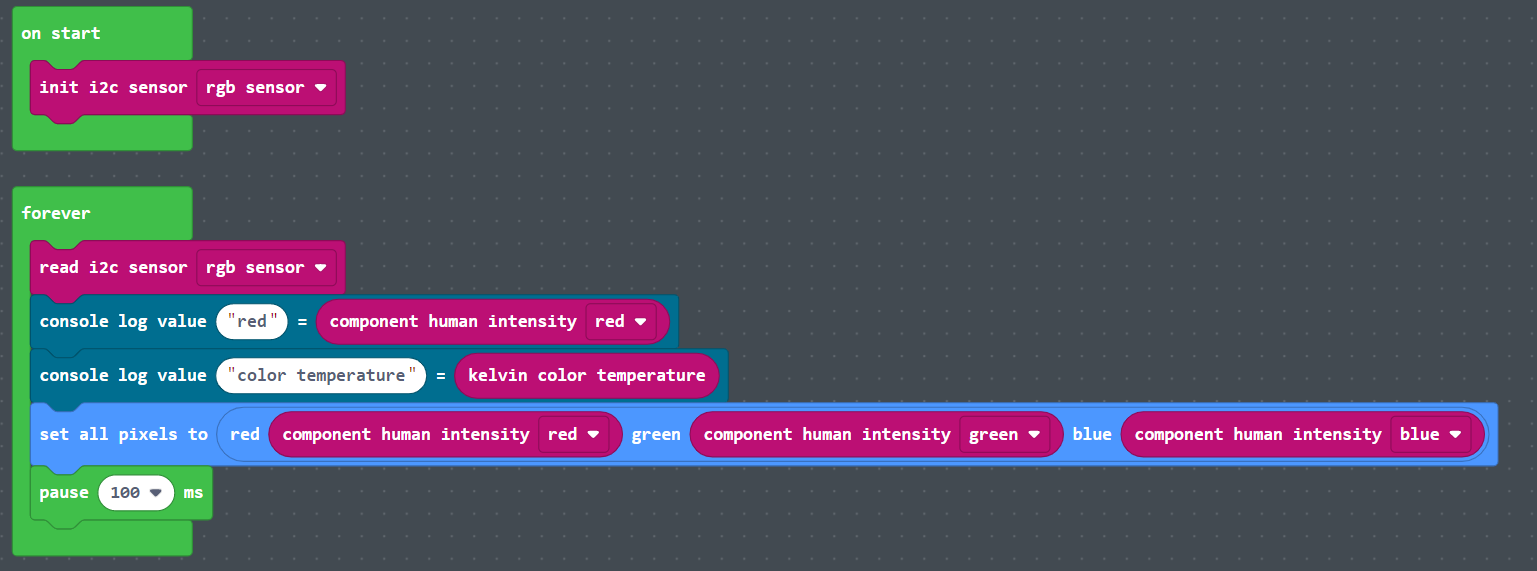 on start
init i2c sensor rgb sensor
forever
read i2c sensor rgb sensor
console log value "red" = component human intensity red
console log value "color temperature" = kelvin color temperature
set all pixels to red component human intensity red green component human intensity green blue component human intensity blue
pause 100 ms